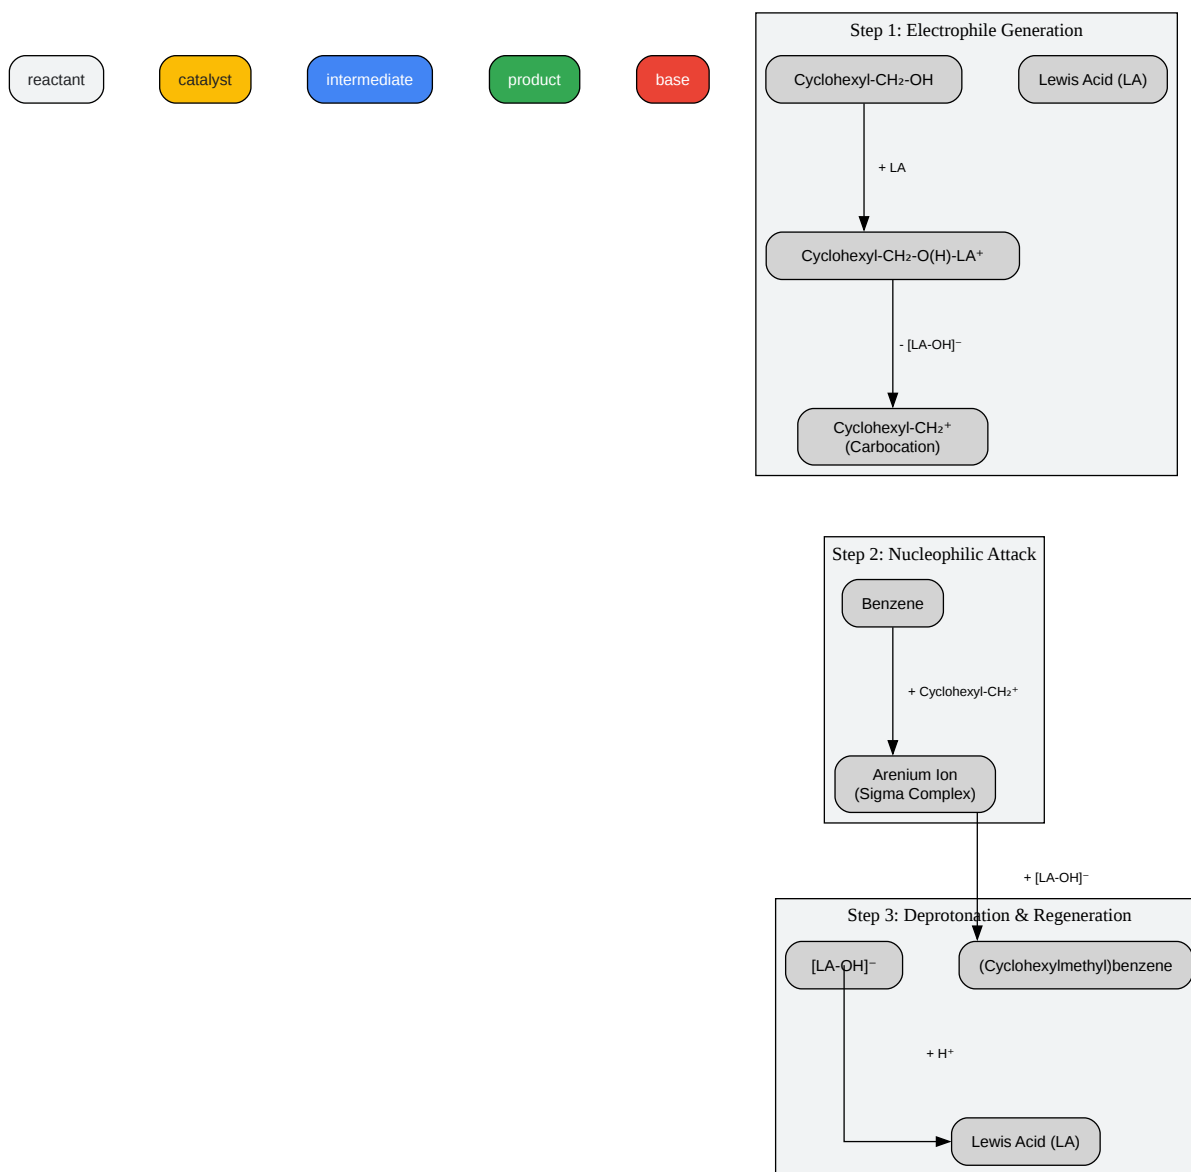 Step 1: Electrophile Generation
reactant
catalyst
intermediate
product
base
Cyclohexyl-CH₂-OH
Lewis Acid (LA)
+ LA
Cyclohexyl-CH₂-O(H)-LA⁺
- [LA-OH]⁻
Cyclohexyl-CH₂⁺
(Carbocation)
Step 2: Nucleophilic Attack
Benzene
+ Cyclohexyl-CH₂⁺
Arenium Ion
(Sigma Complex)
+ [LA-OH]⁻
Step 3: Deprotonation & Regeneration
[LA-OH]⁻
(Cyclohexylmethyl)benzene
+ H⁺
Lewis Acid (LA)